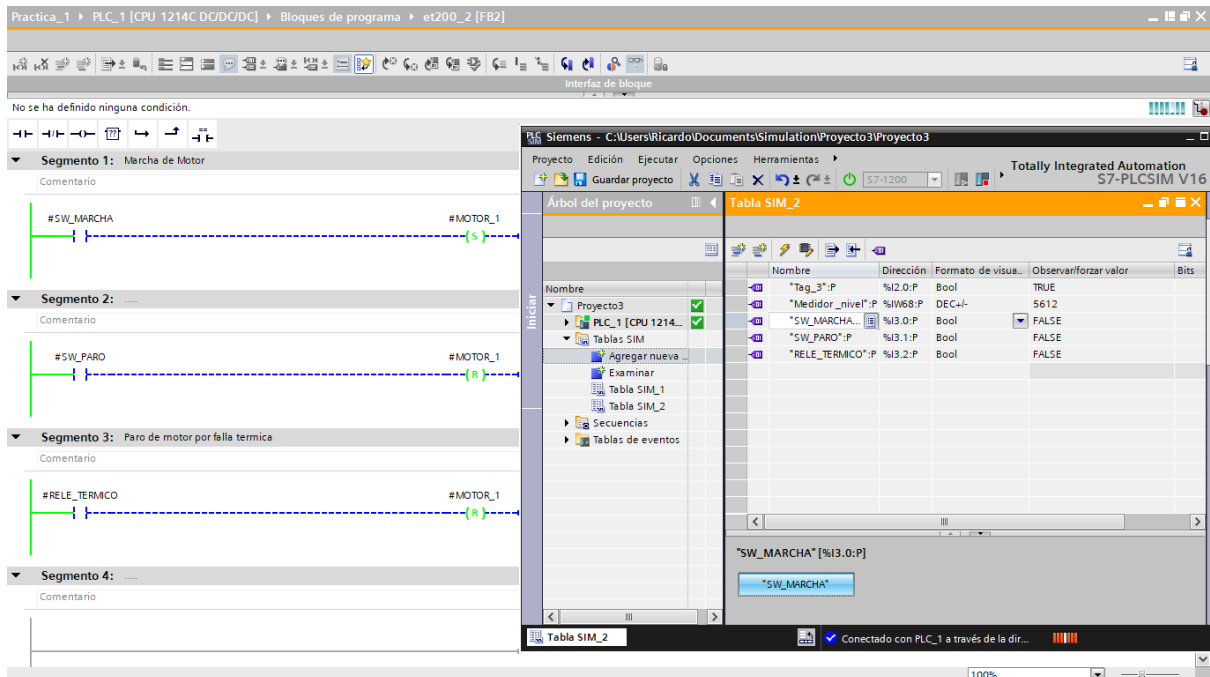 Practica_1 ▸ PLC_1 [CPU 1214C DC/DC/DC] ▸ Bloques de programa ▸ et200_2 [FB2]
Interfaz de bloque
No se ha definido ninguna condición.
Segmento 1: Marcha de Motor
Comentario
#SW_MARCHA #MOTOR_1
S
Segmento 2: .....
Comentario
#SW_PARO #MOTOR_1
R
Segmento 3: Paro de motor por falla termica
Comentario
#RELE_TERMICO #MOTOR_1
R
Segmento 4: .....
Comentario
100%
Siemens - C:\Users\Ricardo\Documents\Simulation\Proyecto3\Proyecto3
Proyecto Edición Ejecutar Opciones Herramientas
Totally Integrated Automation
S7-PLCSIM V16
Guardar proyecto S7-1200
Árbol del proyecto
Iniciar
Nombre
Proyecto3
PLC_1 [CPU 1214...
Tablas SIM
Agregar nueva ..
Examinar
Tabla SIM_1
Tabla SIM_2
Secuencias
Tablas de eventos
Tabla SIM_2
Nombre Dirección Formato de visua.. Observar/forzar valor Bits
"Tag_3":P %I2.0:P Bool TRUE
"Medidor _nivel":P %IW68:P DEC+/- 5612
"SW_MARCHA... %I3.0:P Bool FALSE
"SW_PARO":P %I3.1:P Bool FALSE
"RELE_TERMICO":P %I3.2:P Bool FALSE
"SW_MARCHA" [%I3.0:P]
"SW_MARCHA"
Tabla SIM_2
Conectado con PLC_1 a través de la dir...